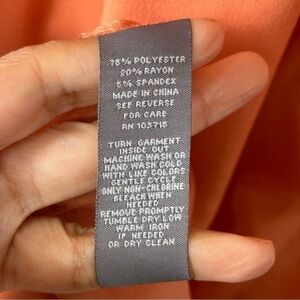 75% POLYESTER
20% RAYON
5% SPANDEX
MADE IN CHINA
SEE REVERSE
FOR CARE
RN 103715
TURN GARMENT
INSIDE OUT
MACHINE WASH OR
HAND WASH COLD
WITH LIKE COLORS
GENTLE CYCLE
ONLY NON-CHLORINE
BLEACH WHEN
NEEDED
REMOVE PROMPTLY
TUMBLE DRY LOW
WARM IRON
IF NEEDED
OR DRY CLEAN